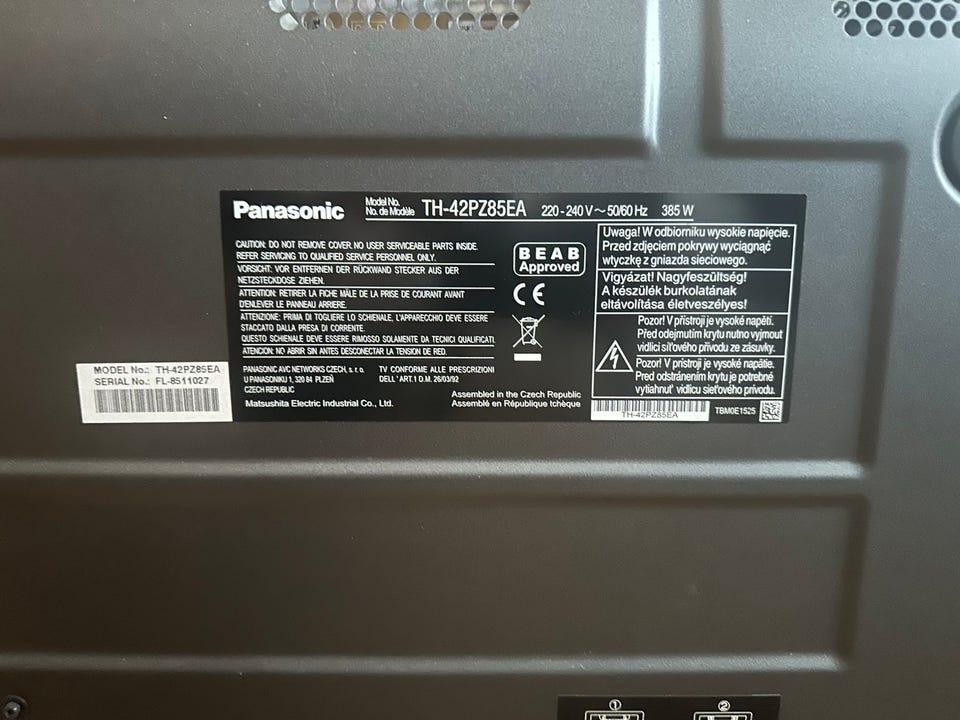 Panasonic
Model No.
No. de Modèle
TH-42PZ85EA
220 - 240 V ~ 50/60 Hz 385 W
CAUTION: DO NOT REMOVE COVER. NO USER SERVICEABLE PARTS INSIDE.
REFER SERVICING TO QUALIFIED SERVICE PERSONNEL ONLY.
VORSICHT: VOR ENTFERNEN DER RÜCKWAND STECKER AUS DER
NETZSTECKDOSE ZIEHEN.
ATTENTION: RETIRER LA FICHE MÂLE DE LA PRISE DE COURANT AVANT
D'ENLEVER LE PANNEAU ARRIERE.
ATTENZIONE: PRIMA DI TOGLIERE LO SCHIENALE, L'APPARECCHIO DEVE ESSERE
STACCATO DALLA PRESA DI CORRENTE.
QUESTO SCHIENALE DEVE ESSERE RIMOSSO SOLAMENTE DA TECNICI QUALIFICATI.
ATENCION: NO ABRIR SIN ANTES DESCONECTAR LA TENSION DE RED.
PANASONIC AVC NETWORKS CZECH, s. r. o.
U PANASONIKU 1, 320 84 PLZEŇ
CZECH REPUBLIC
TV CONFORME ALLE PRESCRIZIONI
DELL' ART. I D.M. 26/03/92
Matsushita Electric Industrial Co., Ltd.
Assembled in the Czech Republic
Assemblé en République tchèque
BEAB
Approved
CE
Uwaga! W odbiorniku wysokie napięcie.
Przed zdjęciem pokrywy wyciągnąć
wtyczkę z gniazda sieciowego.
Vigyázat! Nagyfeszültség!
A készülék burkolatának
eltávolítása életveszélyes!
Pozor! V přístroji je vysoké napětí.
Před odejmutím krytu nutno vyjmout
vidlici síťového přívodu ze zásuvky.
Pozor! V prístroji je vysoké napätie.
Pred odstránením krytu je potrebné
vytiahnuť vidlicu sieťového prívodu.
TH-42PZ85EA
TBM0E1525
MODEL No.: TH-42PZ85EA
SERIAL No.: FL-8511027
①
②